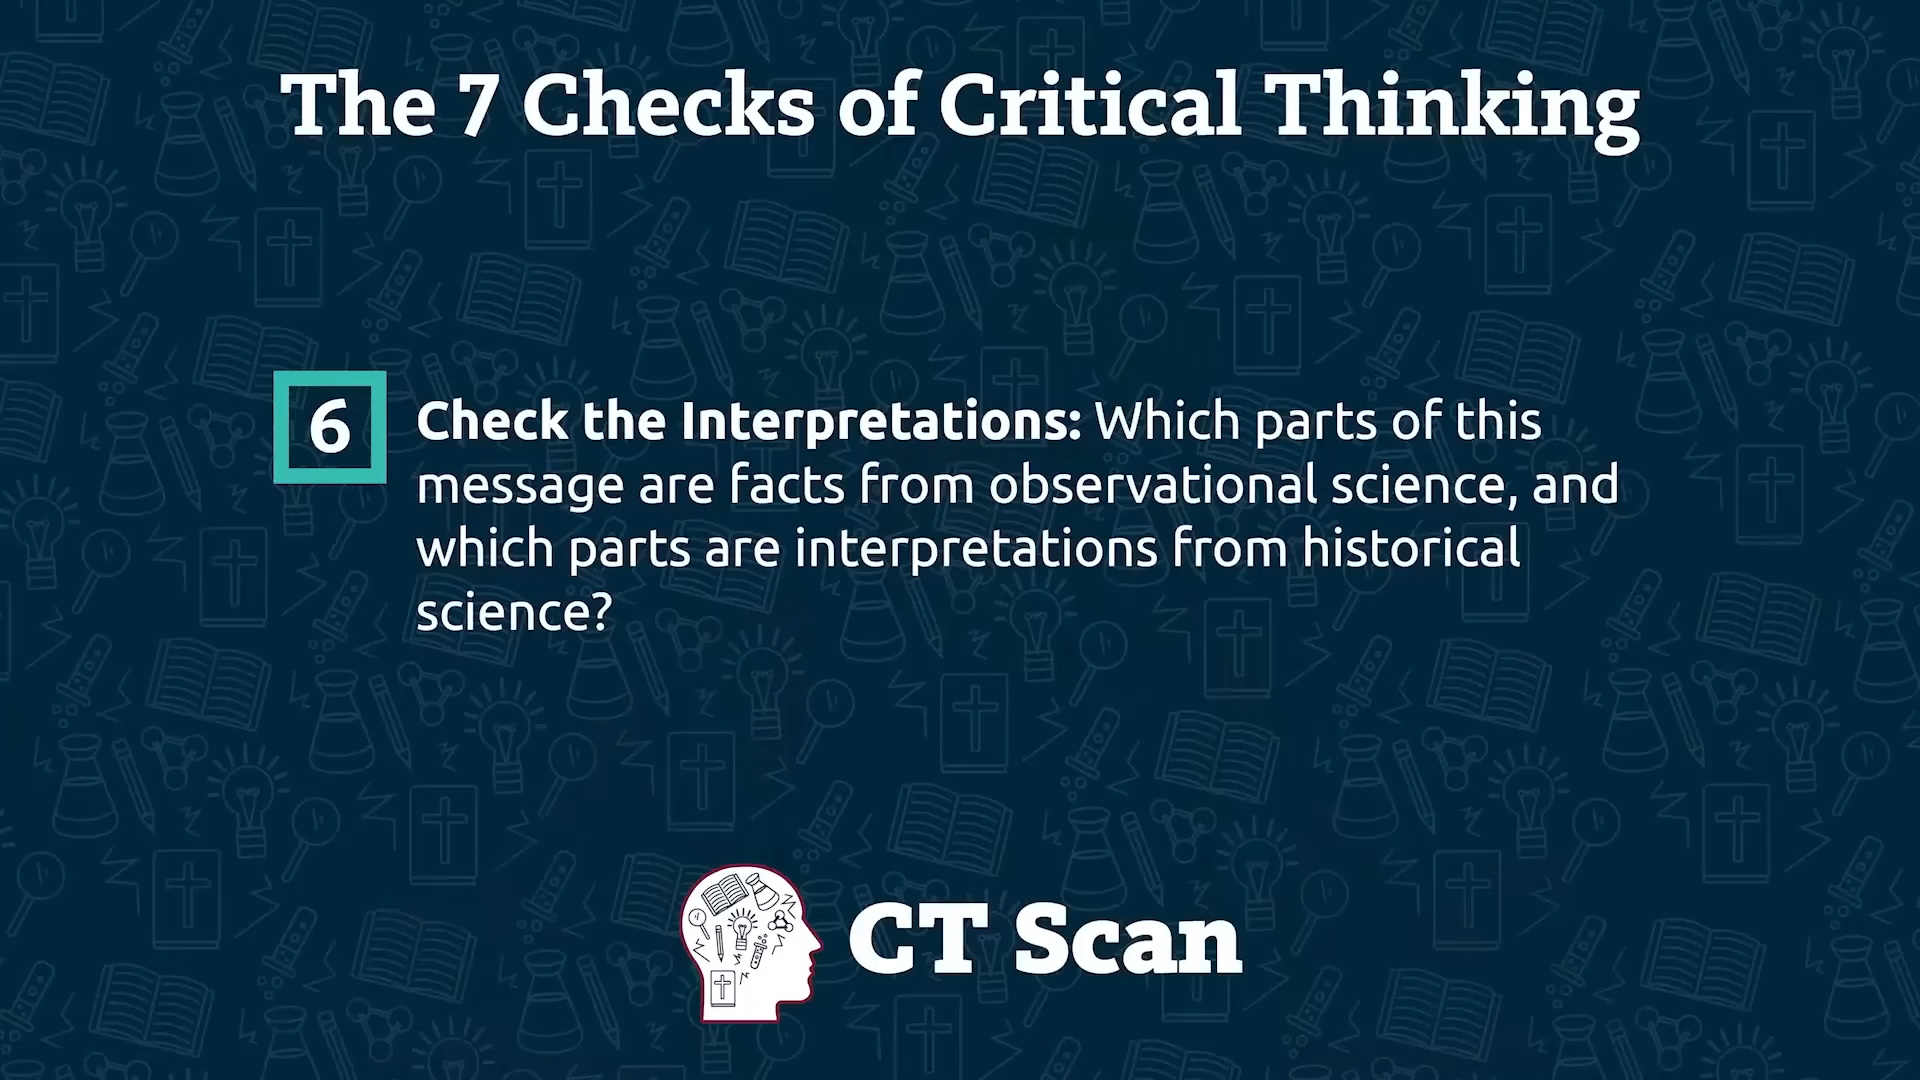 The 7 Checks of Critical Thinking
6
Check the Interpretations: Which parts of this
message are facts from observational science, and
which parts are interpretations from historical
science?
CT Scan